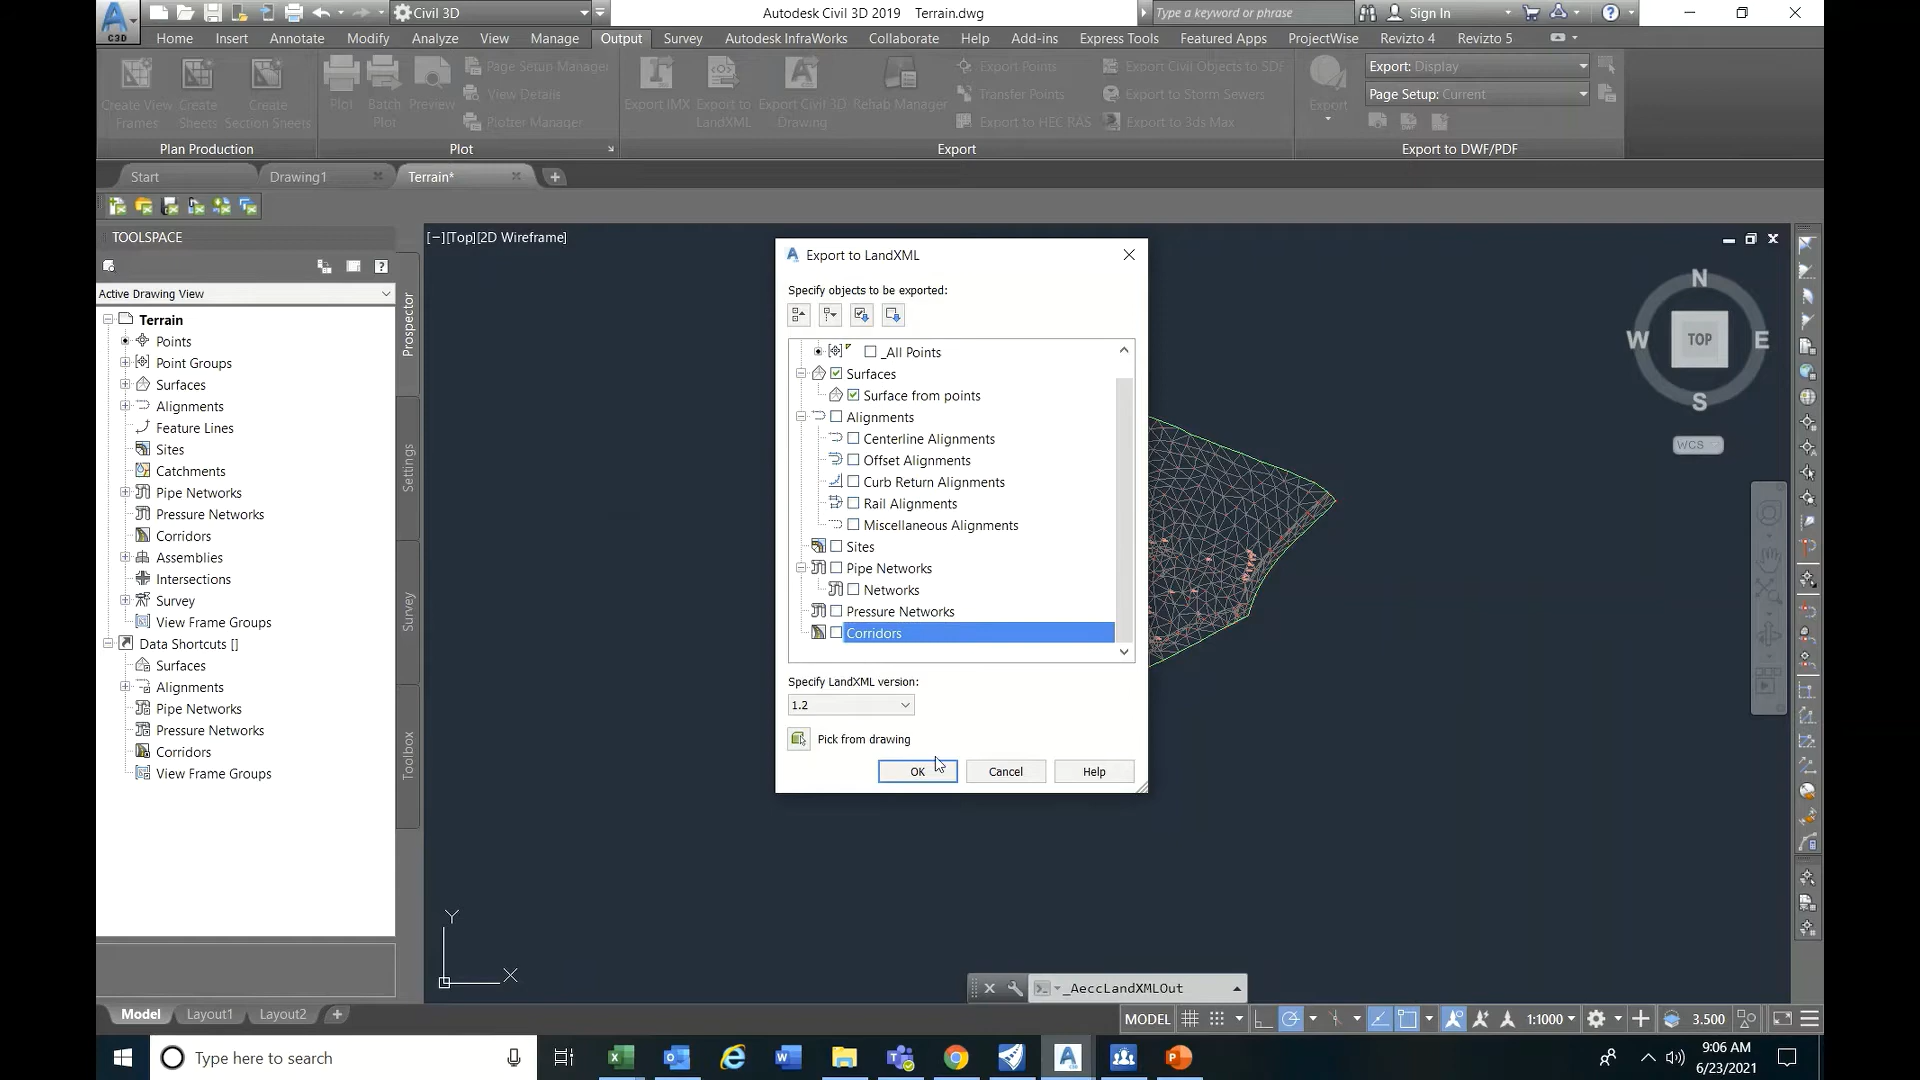 Civil 3D
Autodesk Civil 3D 2019 Terrain.dwg
Type a keyword or phrase
Sign In
C3D
Home Insert Annotate Modify Analyze View Manage Output Survey Autodesk InfraWorks Collaborate Help Add-ins Express Tools Featured Apps ProjectWise Revizto 4 Revizto 5
Create View Frames
Create Sheets
Create Section Sheets
Plot
Batch Plot
Preview
Page Setup Manager
View Details
Plotter Manager
Export IMX
Export to LandXML
Export Civil 3D Drawing
Rehab Manager
Export Points
Transfer Points
Export to HEC RAS
Export Civil Objects to SDF
Export to Storm Sewers
Export to 3ds Max
Export
Export: Display
Page Setup: Current
Plan Production
Plot
Export
Export to DWF/PDF
Start
Drawing1
Terrain*
TOOLSPACE
Active Drawing View
Terrain
Points
Point Groups
Surfaces
Alignments
Feature Lines
Sites
Catchments
Pipe Networks
Pressure Networks
Corridors
Assemblies
Intersections
Survey
View Frame Groups
Data Shortcuts []
Surfaces
Alignments
Pipe Networks
Pressure Networks
Corridors
View Frame Groups
Prospector
Settings
Survey
Toolbox
[−][Top][2D Wireframe]
Export to LandXML
Specify objects to be exported:
_All Points
Surfaces
Surface from points
Alignments
Centerline Alignments
Offset Alignments
Curb Return Alignments
Rail Alignments
Miscellaneous Alignments
Sites
Pipe Networks
Networks
Pressure Networks
Corridors
Specify LandXML version:
1.2
Pick from drawing
OK
Cancel
Help
N
W
TOP
E
S
WCS
Y
X
_AeccLandXMLOut
Model
Layout1
Layout2
MODEL
1:1000
3.500
Type here to search
9:06 AM
6/23/2021